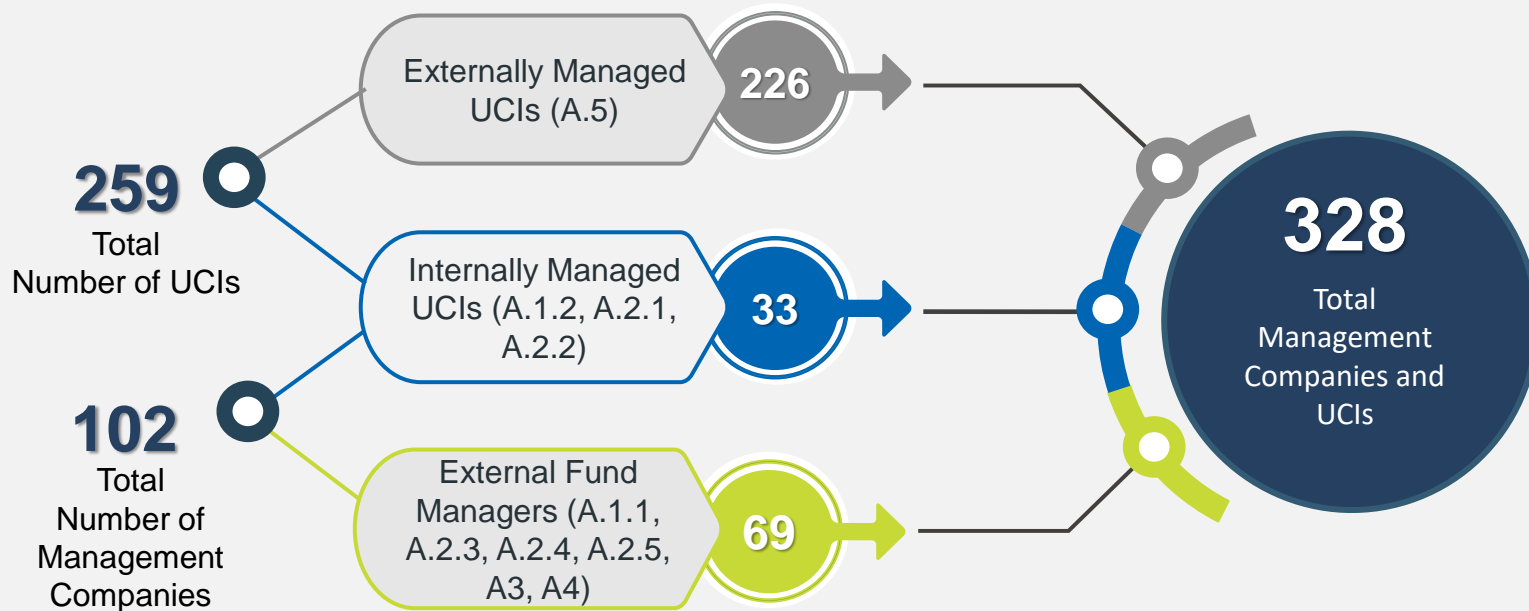 259
Total
Number of UCIs
102
Total
Number of
Management
Companies
Externally Managed
UCIs (A.5)
226
Internally Managed
UCIs (A.1.2, A.2.1,
A.2.2)
33
External Fund
Managers (A.1.1,
A.2.3, A.2.4, A.2.5,
A3, A4)
69
328
Total
Management
Companies and
UCIs